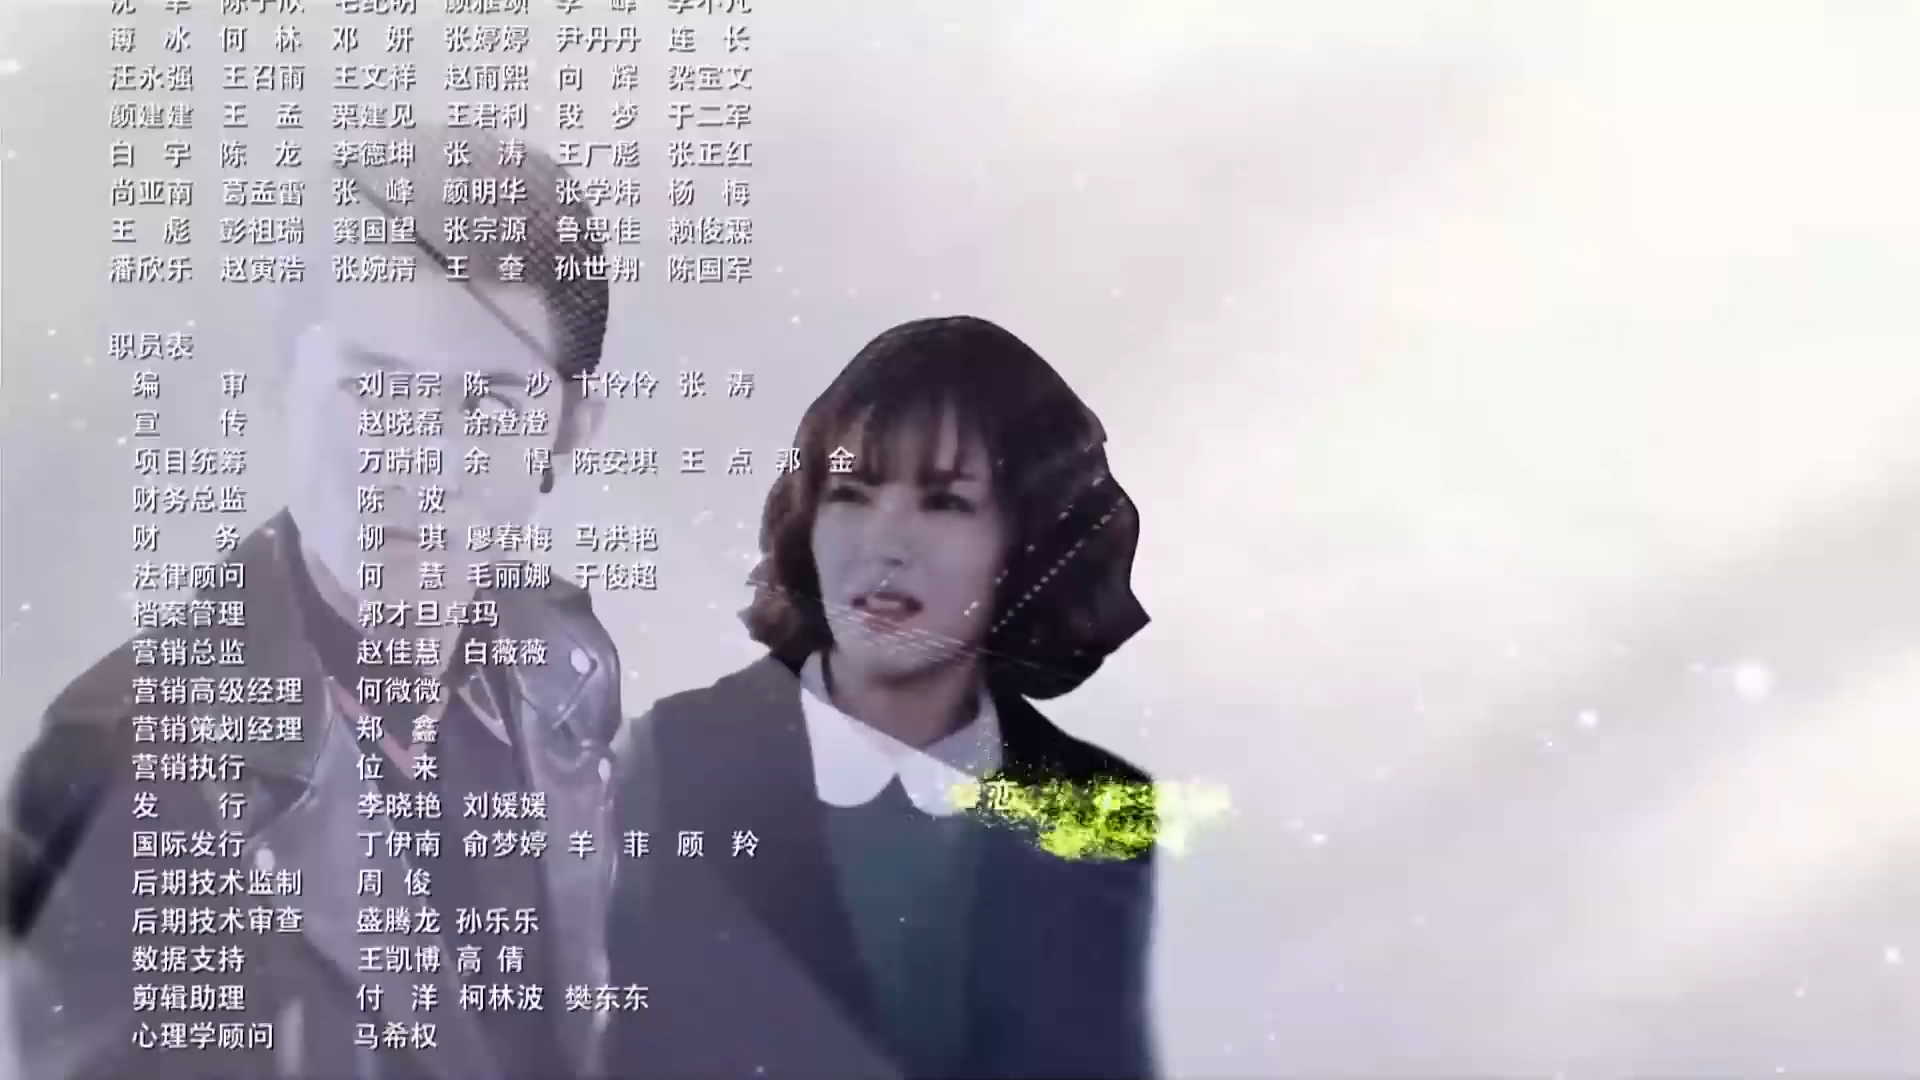 薄　冰　何　林　邓　妍　张婷婷　尹丹丹　连　长
汪永强　王召雨　王文祥　赵雨熙　向　辉　梁宝文
颜建建　王　孟　栗建见　王君利　段　梦　于二军
白　宇　陈　龙　李德坤　张　涛　王广彪　张正红
尚亚南　葛孟雷　张　峰　颜明华　张学炜　杨　梅
王　彪　彭祖瑞　龚国望　张宗源　鲁思佳　赖俊霖
潘欣乐　赵寅浩　张婉清　王　奎　孙世翔　陈国军
职员表
编　　审　刘言宗　陈　沙　卞伶伶　张　涛
宣　　传　赵晓磊　涂澄澄
项目统筹　万晴桐　余　悍　陈安琪　王　点　郭　金
财务总监　陈　波
财　　务　柳　琪　廖春梅　马洪艳
法律顾问　何　慧　毛丽娜　于俊超
档案管理　郭才旦卓玛
营销总监　赵佳慧　白薇薇
营销高级经理　何微微
营销策划经理　郑　鑫
营销执行　位　来
发　　行　李晓艳　刘媛媛
国际发行　丁伊南　俞梦婷　羊　菲　顾　羚
后期技术监制　周　俊
后期技术审查　盛腾龙　孙乐乐
数据支持　王凯博　高　倩
剪辑助理　付　洋　柯林波　樊东东
心理学顾问　马希权
恋